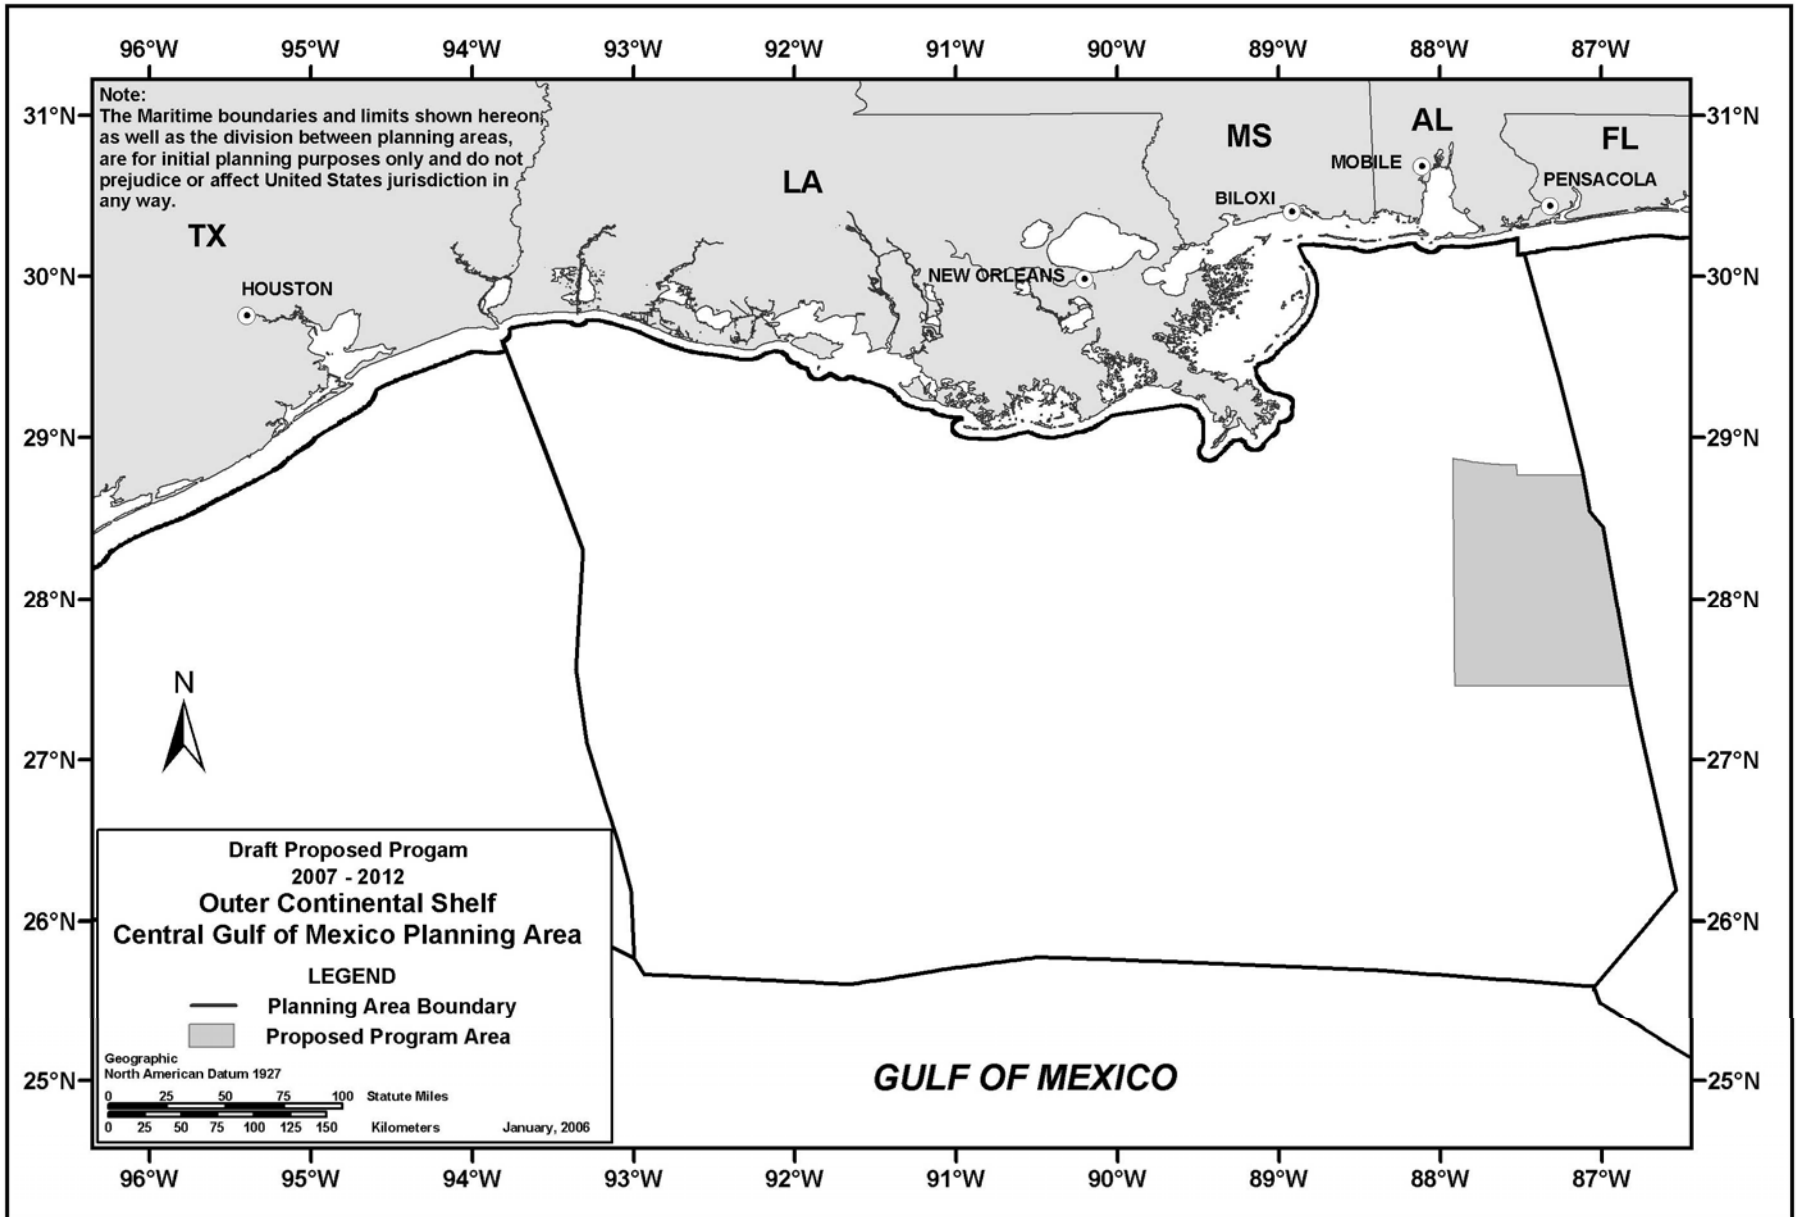 96°W 95°W 94°W 93°W 92°W 91°W 90°W 89°W 88°W 87°W
Note:
The Maritime boundaries and limits shown hereon,
as well as the division between planning areas,
are for initial planning purposes only and do not
prejudice or affect United States jurisdiction in
any way.
31°N 31°N
AL
MS FL
MOBILE
LA PENSACOLA
BILOXI
TX
30°N NEW ORLEANS 30°N
HOUSTON
29°N 29°N
28°N 28°N
N
27°N 27°N
Draft Proposed Progam
2007 - 2012
Outer Continental Shelf
26°N 26°N
Central Gulf of Mexico Planning Area
LEGEND
Planning Area Boundary
Proposed Program Area
Geographic
North American Datum 1927
25°N GULF OF MEXICO 25°N
0 25 50 75 100 Statute Miles
0 25 50 75 100 125 150 Kilometers January, 2006
96°W 95°W 94°W 93°W 92°W 91°W 90°W 89°W 88°W 87°W